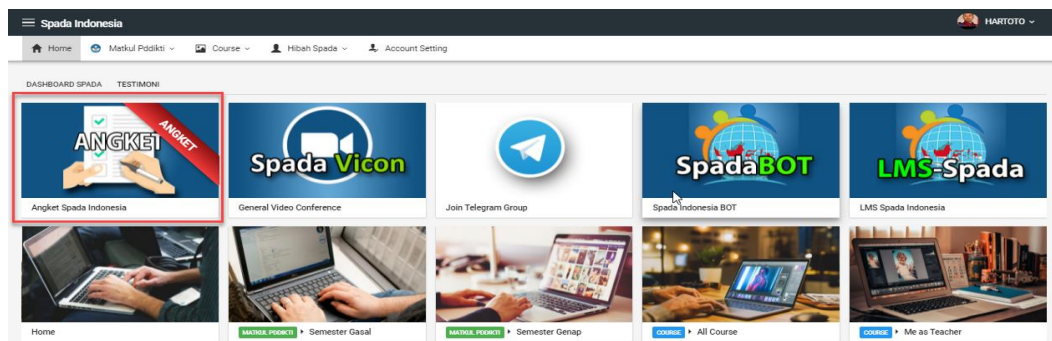 Spada Indonesia
HARTOTO
Home
Matkul Pddikti
Course
Hibah Spada
Account Setting
DASHBOARD SPADA
TESTIMONI
ANGKET
ANGKET
Spada Vicon
SpadaBOT
LMS-Spada
Angket Spada Indonesia
General Video Conference
Join Telegram Group
Spada Indonesia BOT
LMS Spada Indonesia
Home
MATKUL PDDIKTI Semester Gasal
MATKUL PDDIKTI Semester Genap
COURSE All Course
COURSE Me as Teacher